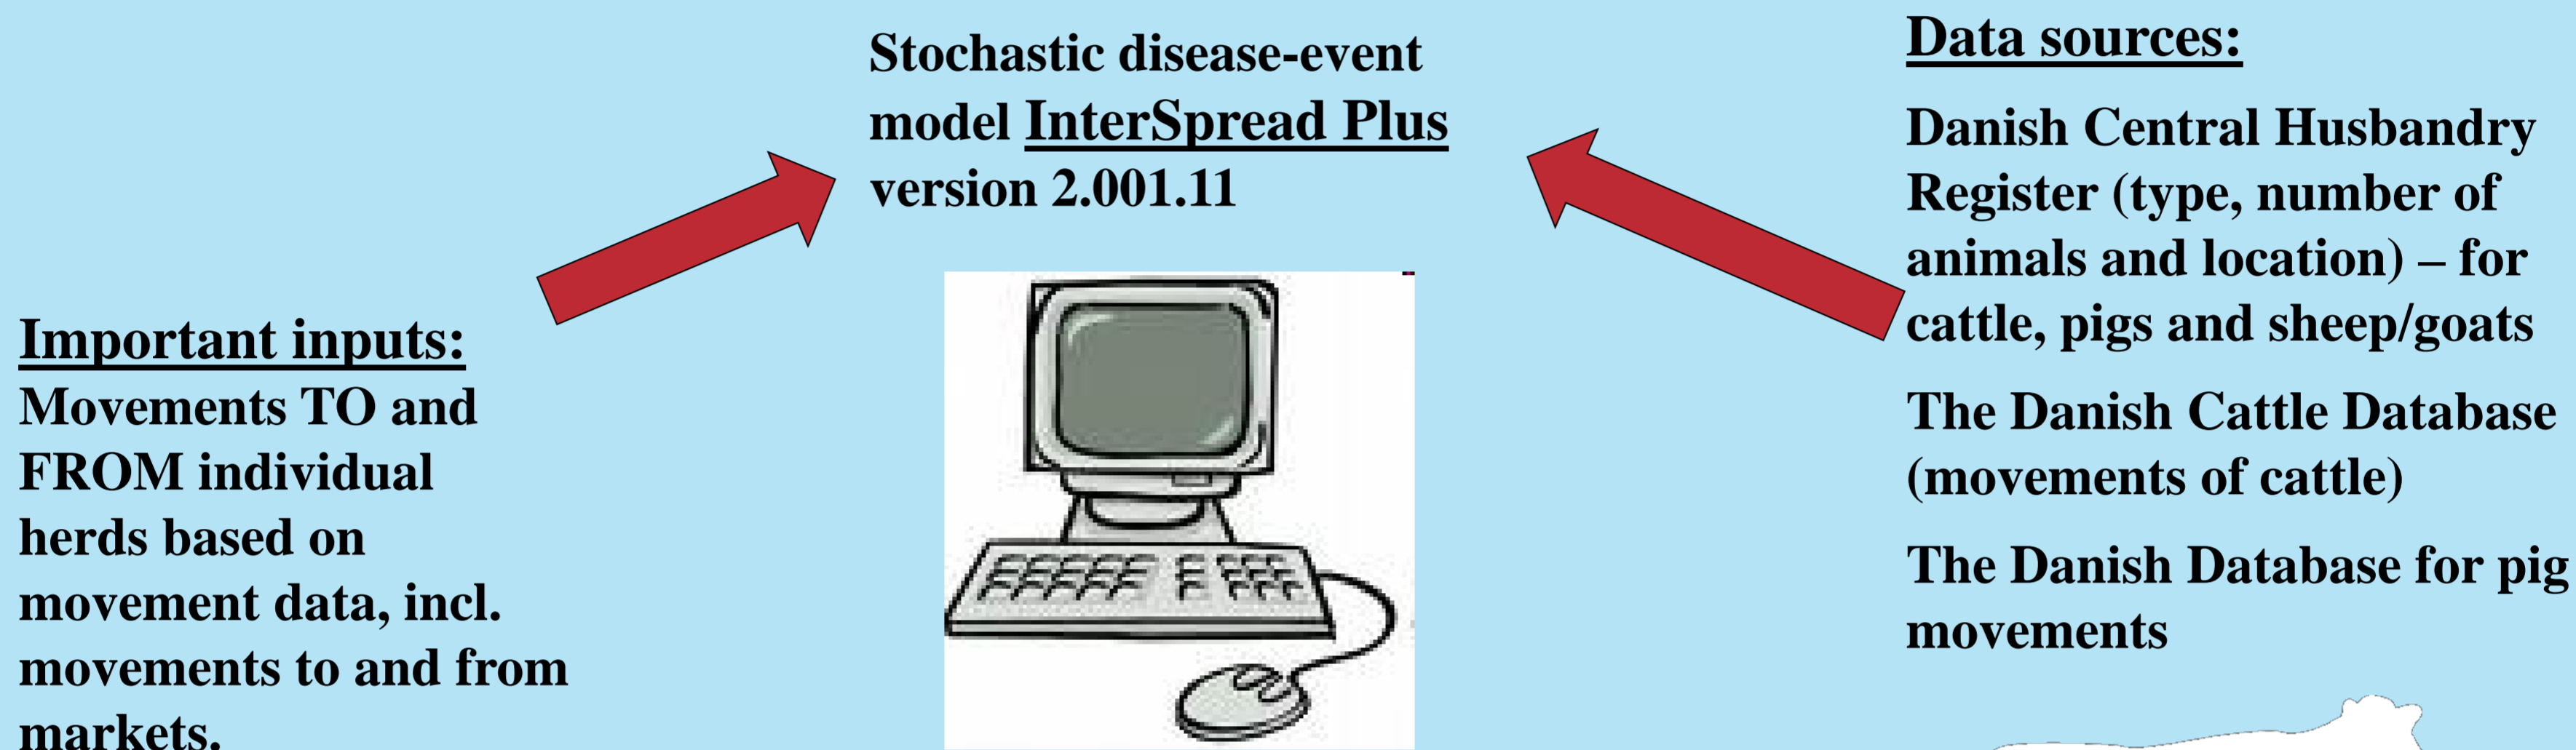 Stochastic disease-event
model InterSpread Plus
version 2.001.11
Important inputs:
Movements TO and
FROM individual
herds based on
movement data, incl.
movements to and from
markets.
Data sources:
Danish Central Husbandry
Register (type, number of
animals and location) – for
cattle, pigs and sheep/goats
The Danish Cattle Database
(movements of cattle)
The Danish Database for pig
movements